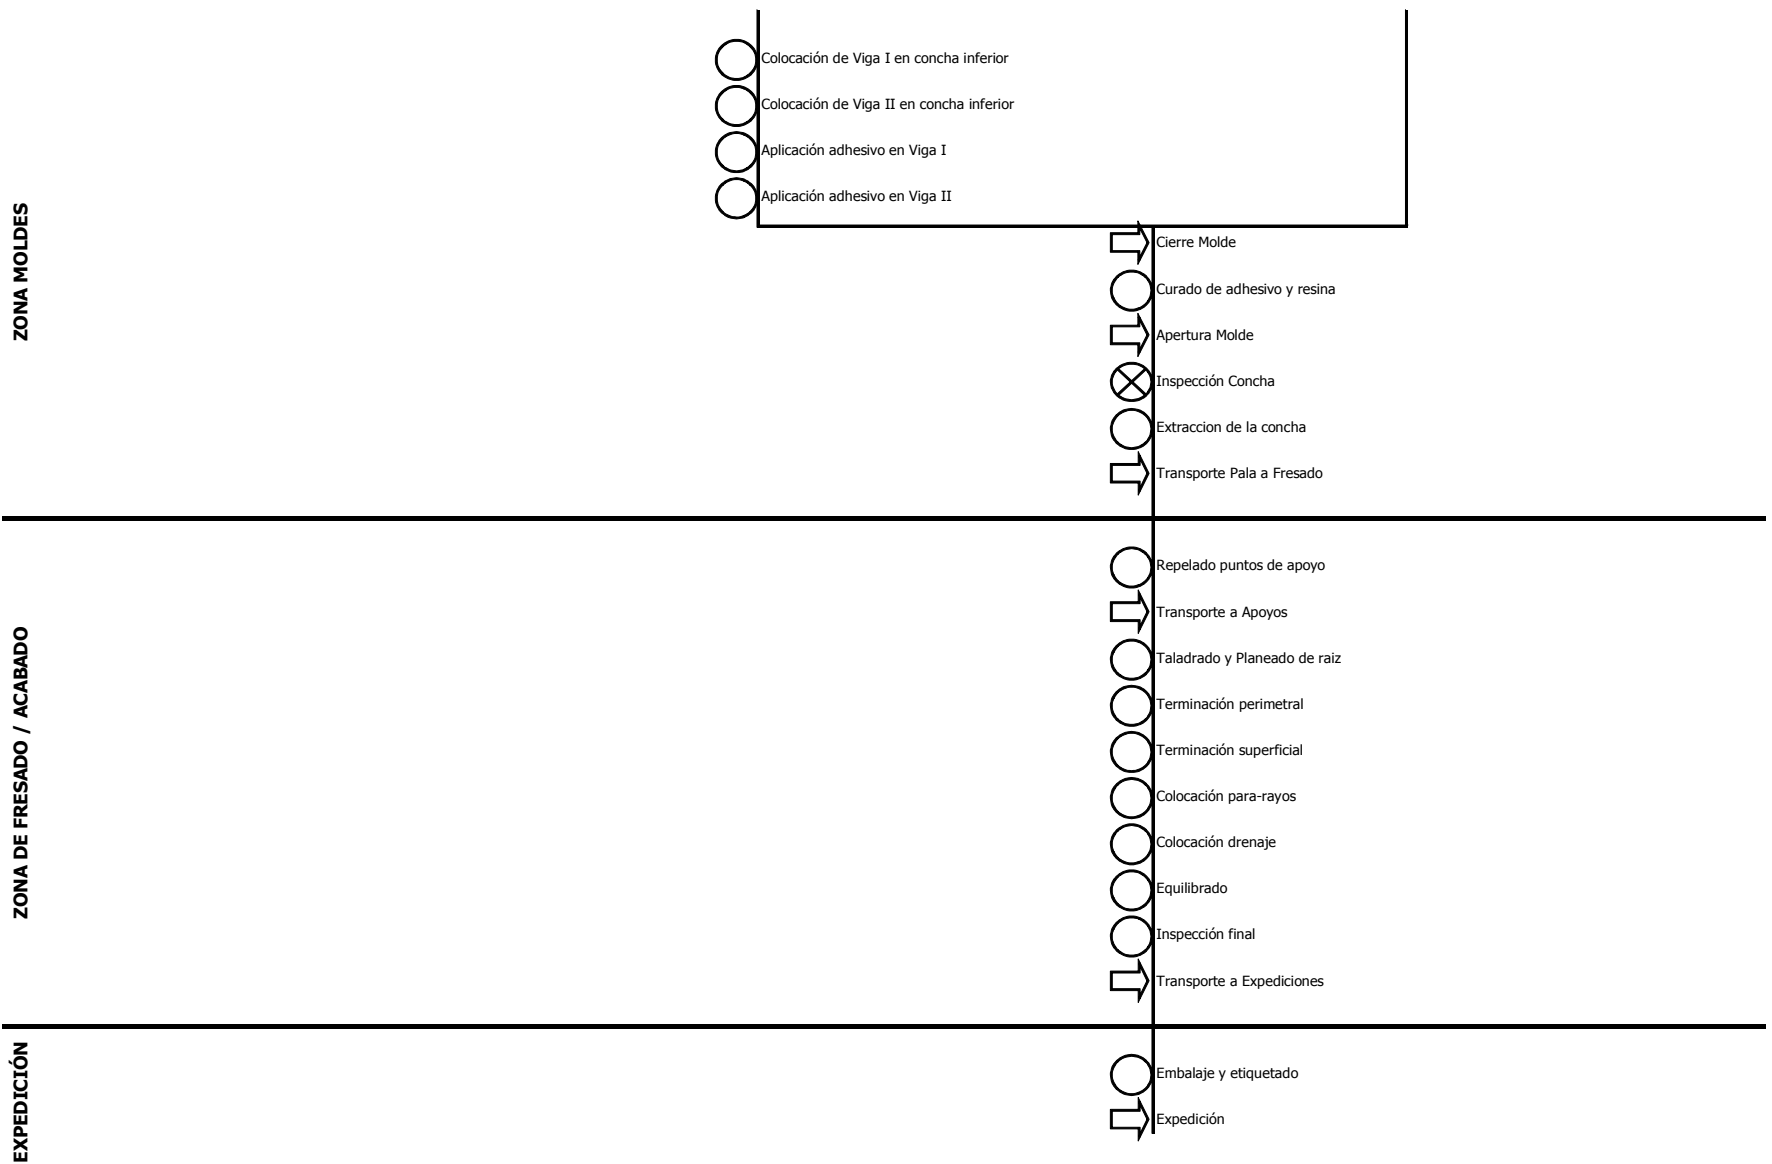 ZONA MOLDES
Colocación de Viga I en concha inferior
Colocación de Viga II en concha inferior
Aplicación adhesivo en Viga I
Aplicación adhesivo en Viga II
Cierre Molde
Curado de adhesivo y resina
Apertura Molde
Inspección Concha
Extraccion de la concha
Transporte Pala a Fresado
ZONA DE FRESADO / ACABADO
Repelado puntos de apoyo
Transporte a Apoyos
Taladrado y Planeado de raiz
Terminación perimetral
Terminación superficial
Colocación para-rayos
Colocación drenaje
Equilibrado
Inspección final
Transporte a Expediciones
EXPEDICIÓN
Embalaje y etiquetado
Expedición